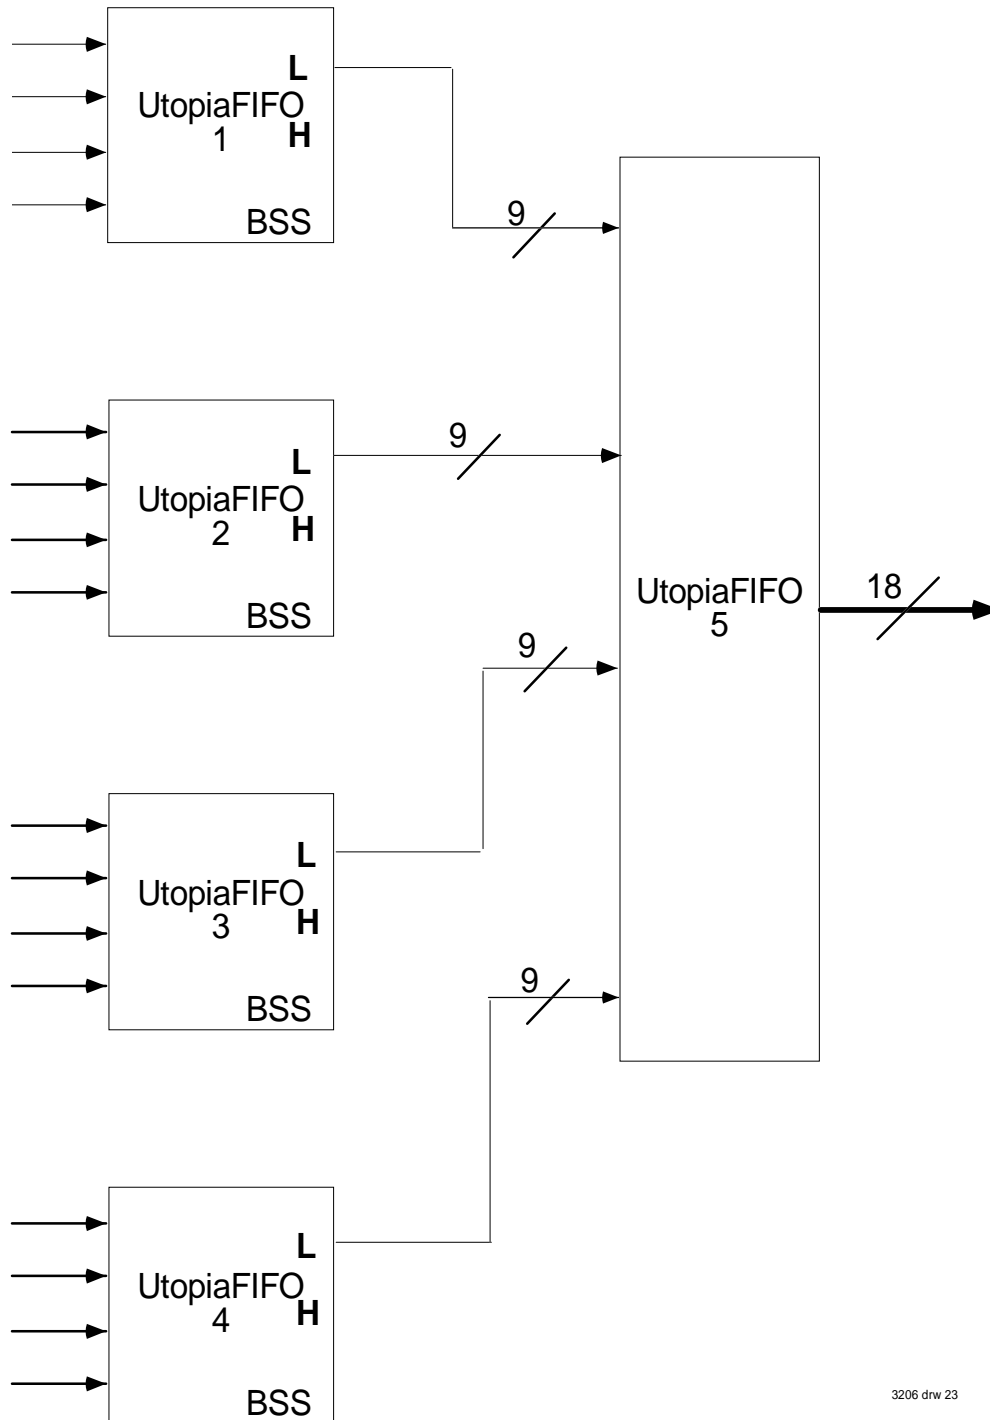 L
UtopiaFIFO
1
H
BSS
9
L
UtopiaFIFO
2
H
BSS
9
UtopiaFIFO
5
18
L
UtopiaFIFO
3
H
BSS
9
L
UtopiaFIFO
4
H
BSS
9
3206 drw 23